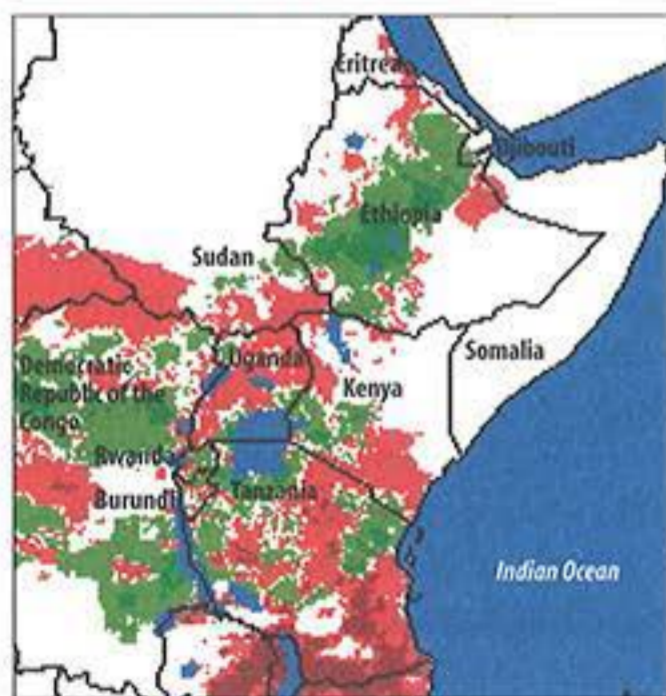 Eritrea
Djibouti
Ethiopia
Sudan
Somalia
Uganda
Kenya
Democratic
Republic of the
Congo
Rwanda
Burundi
Tanzania
Indian Ocean